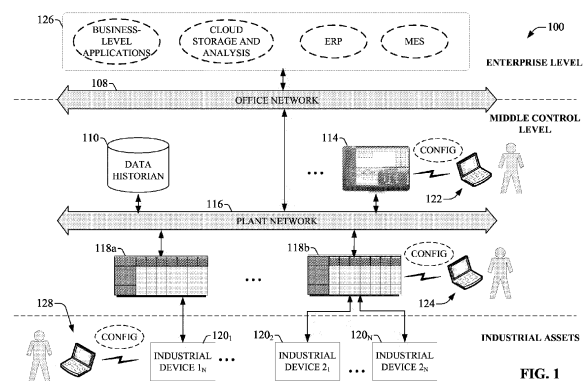 126
BUSINESS-
LEVEL
APPLICATIONS
CLOUD
STORAGE AND
ANALYSIS
ERP
MES
100
ENTERPRISE LEVEL
108
OFFICE NETWORK
MIDDLE CONTROL
LEVEL
110
DATA
HISTORIAN
...
114
CONFIG
122
116
PLANT NETWORK
118a
...
118b
CONFIG
124
128
CONFIG
INDUSTRIAL ASSETS
120₁
INDUSTRIAL
DEVICE 1N
...
120₂
INDUSTRIAL
DEVICE 2₁
...
120N
INDUSTRIAL
DEVICE 2N
FIG. 1